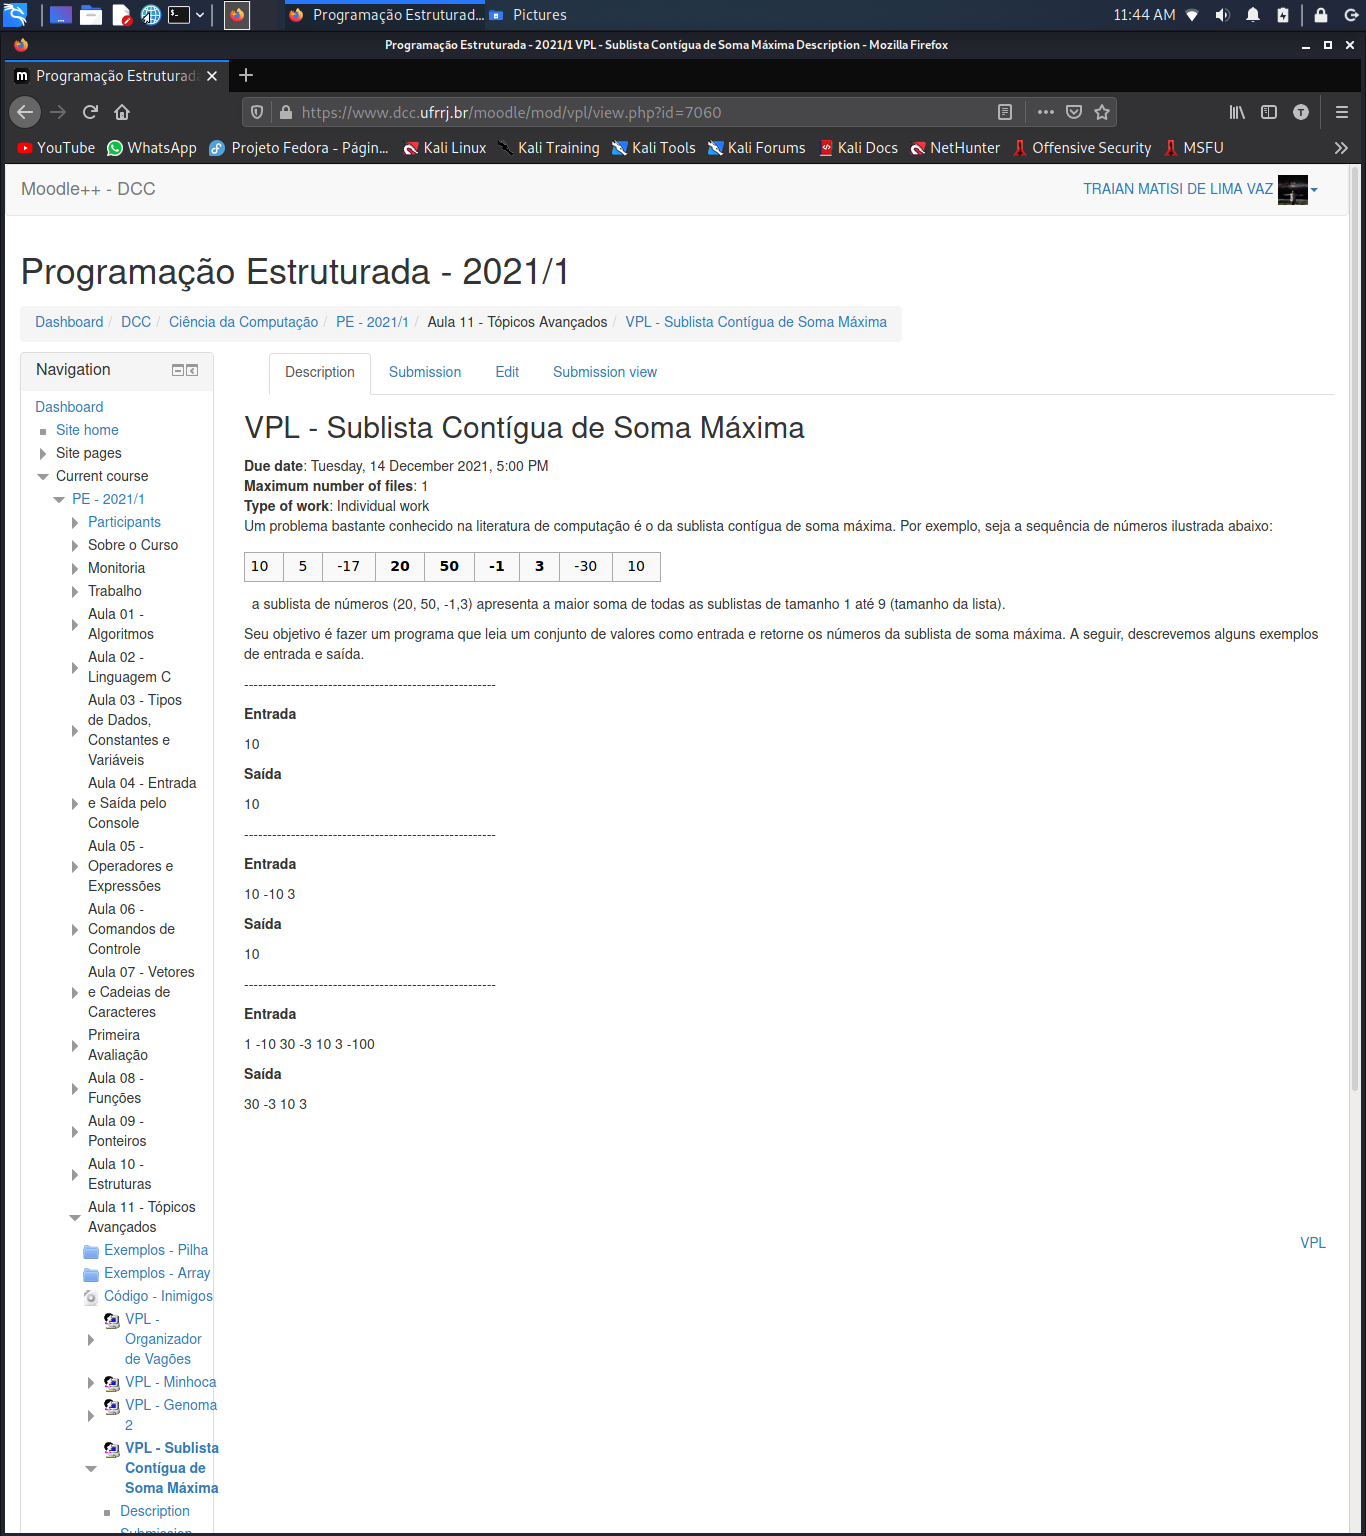 Programação Estruturad...
Pictures
11:44 AM
Programação Estruturada - 2021/1 VPL - Sublista Contígua de Soma Máxima Description - Mozilla Firefox
Programação Estruturad
https://www.dcc.ufrrj.br/moodle/mod/vpl/view.php?id=7060
T
YouTube WhatsApp Projeto Fedora - Págin... Kali Linux Kali Training Kali Tools Kali Forums Kali Docs NetHunter Offensive Security MSFU
Moodle++ - DCC
TRAIAN MATISI DE LIMA VAZ
Programação Estruturada - 2021/1
Dashboard / DCC / Ciência da Computação / PE - 2021/1 / Aula 11 - Tópicos Avançados / VPL - Sublista Contígua de Soma Máxima
Navigation
Dashboard
Site home
Site pages
Current course
PE - 2021/1
Participants
Sobre o Curso
Monitoria
Trabalho
Aula 01 -
Algoritmos
Aula 02 -
Linguagem C
Aula 03 - Tipos
de Dados,
Constantes e
Variáveis
Aula 04 - Entrada
e Saída pelo
Console
Aula 05 -
Operadores e
Expressões
Aula 06 -
Comandos de
Controle
Aula 07 - Vetores
e Cadeias de
Caracteres
Primeira
Avaliação
Aula 08 -
Funções
Aula 09 -
Ponteiros
Aula 10 -
Estruturas
Aula 11 - Tópicos
Avançados
Exemplos - Pilha
Exemplos - Array
Código - Inimigos
VPL -
Organizador
de Vagões
VPL - Minhoca
VPL - Genoma
2
VPL - Sublista
Contígua de
Soma Máxima
Description
Submission
Description Submission Edit Submission view
VPL - Sublista Contígua de Soma Máxima
Due date: Tuesday, 14 December 2021, 5:00 PM
Maximum number of files: 1
Type of work: Individual work
Um problema bastante conhecido na literatura de computação é o da sublista contígua de soma máxima. Por exemplo, seja a sequência de números ilustrada abaixo:
10 5 -17 20 50 -1 3 -30 10
a sublista de números (20, 50, -1,3) apresenta a maior soma de todas as sublistas de tamanho 1 até 9 (tamanho da lista).
Seu objetivo é fazer um programa que leia um conjunto de valores como entrada e retorne os números da sublista de soma máxima. A seguir, descrevemos alguns exemplos
de entrada e saída.
------------------------------------------------------
Entrada
10
Saída
10
------------------------------------------------------
Entrada
10 -10 3
Saída
10
------------------------------------------------------
Entrada
1 -10 30 -3 10 3 -100
Saída
30 -3 10 3
VPL